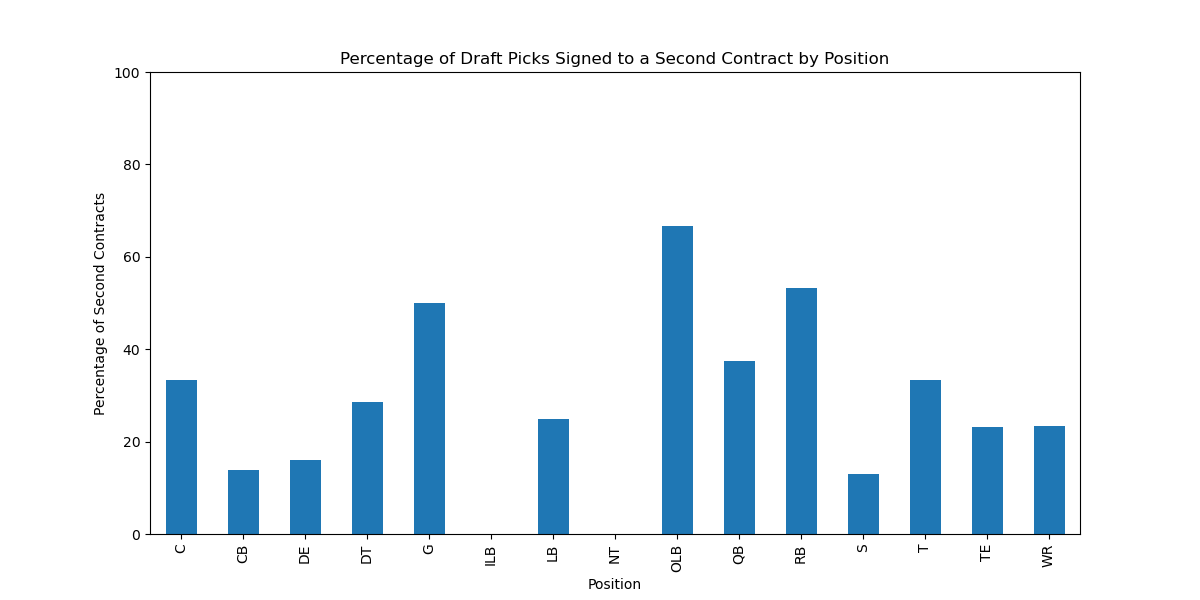 Percentage of Draft Picks Signed to a Second Contract by Position
100
80
60
40
20
0
Percentage of Second Contracts
C
CB
DE
DT
G
ILB
LB
NT
OLB
QB
RB
S
T
TE
WR
Position